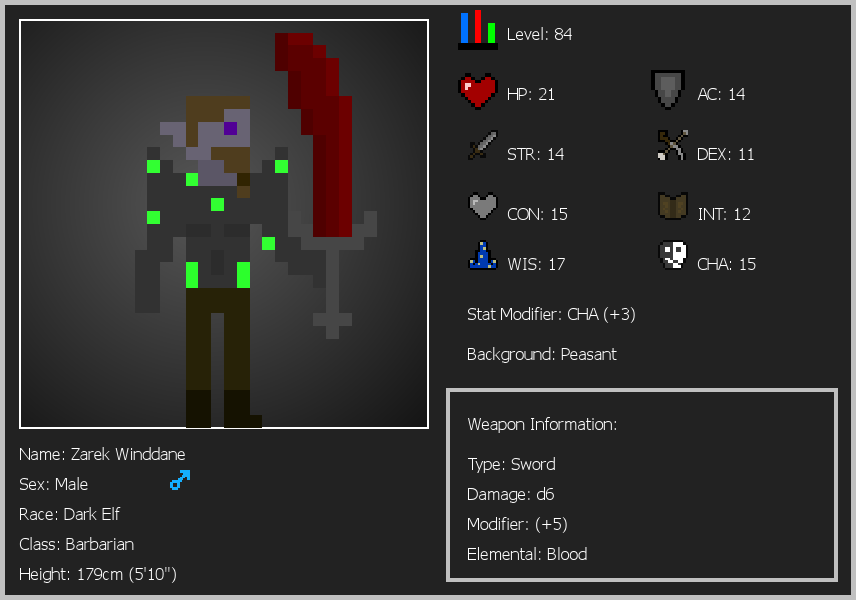 Level: 84
HP: 21
AC: 14
STR: 14
DEX: 11
CON: 15
INT: 12
WIS: 17
CHA: 15
Stat Modifier: CHA (+3)
Background: Peasant
Weapon Information:
Type: Sword
Damage: d6
Modifier: (+5)
Elemental: Blood
Name: Zarek Winddane
Sex: Male
Race: Dark Elf
Class: Barbarian
Height: 179cm (5'10")